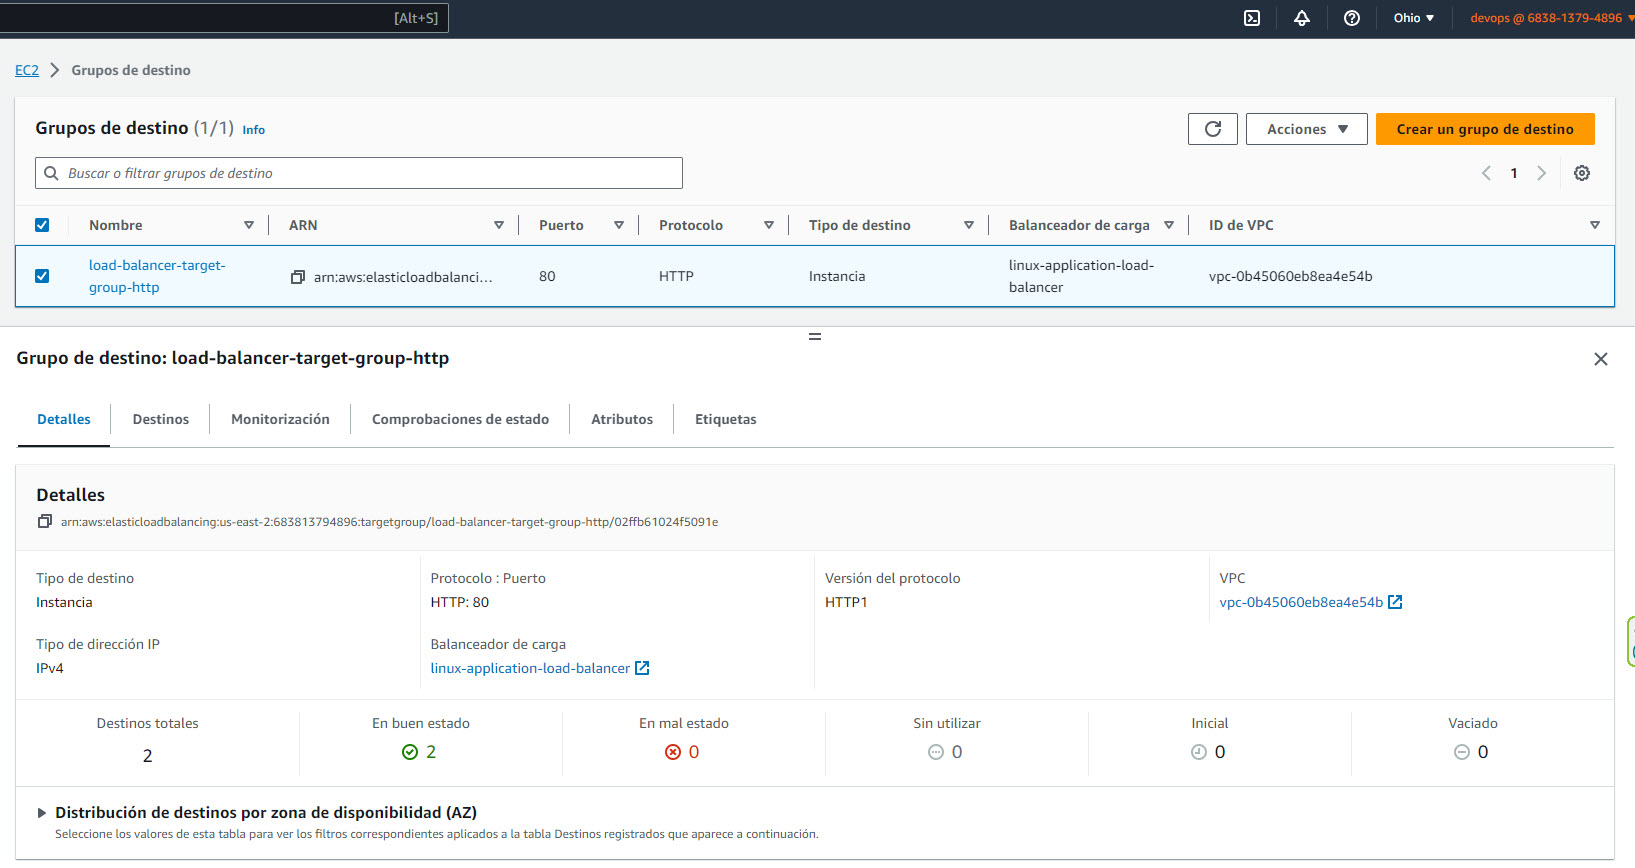 [Alt+S]
Ohio
devops @ 6838-1379-4896
EC2
Grupos de destino
Grupos de destino (1/1) Info
Acciones
Crear un grupo de destino
Buscar o filtrar grupos de destino
1
Nombre ARN Puerto Protocolo Tipo de destino Balanceador de carga ID de VPC
load-balancer-target-
group-http
arn:aws:elasticloadbalanci...
80
HTTP
Instancia
linux-application-load-
balancer
vpc-0b45060eb8ea4e54b
Grupo de destino: load-balancer-target-group-http
Detalles Destinos Monitorización Comprobaciones de estado Atributos Etiquetas
Detalles
arn:aws:elasticloadbalancing:us-east-2:683813794896:targetgroup/load-balancer-target-group-http/02ffb61024f5091e
Tipo de destino
Instancia
Protocolo : Puerto
HTTP: 80
Versión del protocolo
HTTP1
VPC
vpc-0b45060eb8ea4e54b
Tipo de dirección IP
IPv4
Balanceador de carga
linux-application-load-balancer
Destinos totales
2
En buen estado
2
En mal estado
0
Sin utilizar
0
Inicial
0
Vaciado
0
Distribución de destinos por zona de disponibilidad (AZ)
Seleccione los valores de esta tabla para ver los filtros correspondientes aplicados a la tabla Destinos registrados que aparece a continuación.